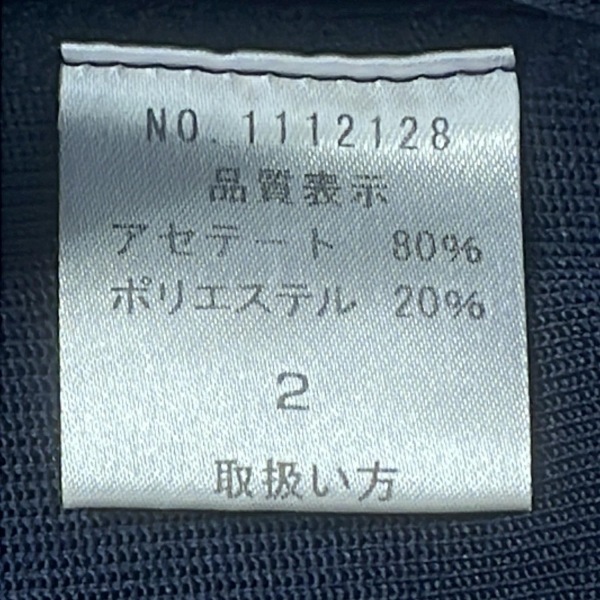 NO. 1112128
品質表示
アセテート 80%
ポリエステル 20%
2
取扱い方